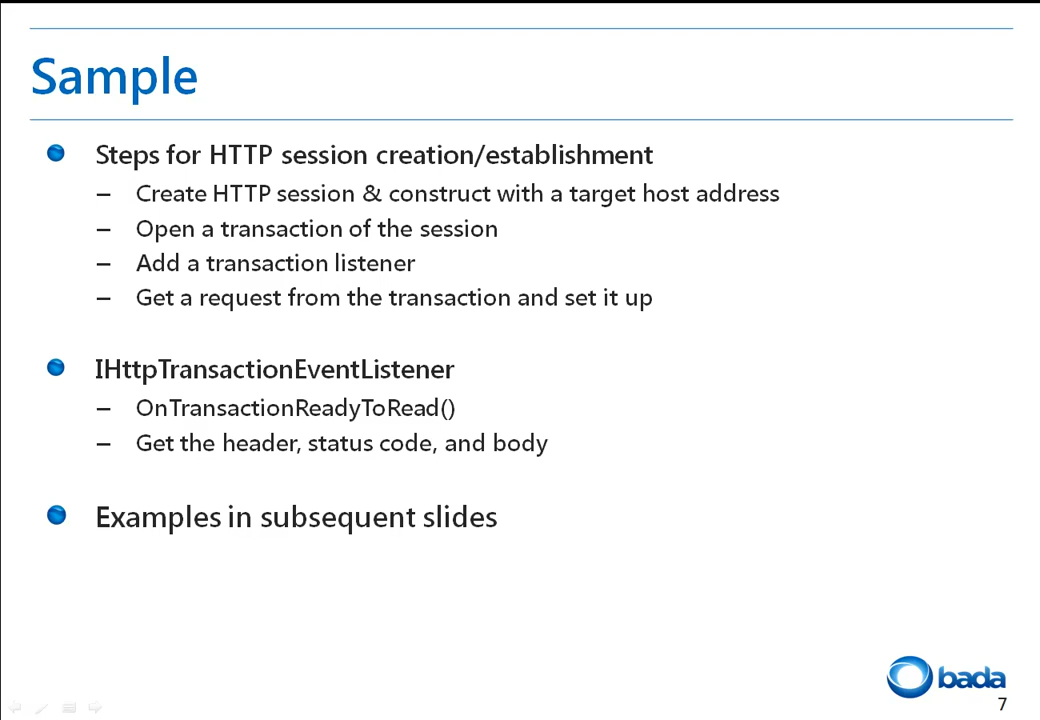 Sample
Steps for HTTP session creation/establishment
– Create HTTP session & construct with a target host address
– Open a transaction of the session
– Add a transaction listener
– Get a request from the transaction and set it up
IHttpTransactionEventListener
– OnTransactionReadyToRead()
– Get the header, status code, and body
Examples in subsequent slides
bada
7